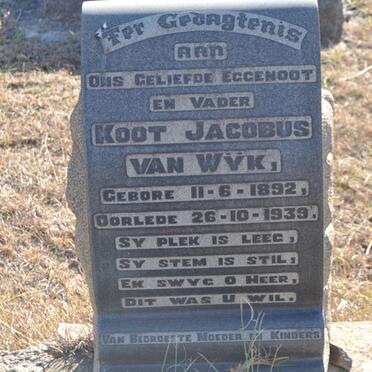 Ter Gedagtenis
AAN
ONS GELIEFDE EGGENOOT
EN VADER
KOOT JACOBUS
VAN WYK,
GEBORE 11-6-1892,
OORLEDE 26-10-1939.
SY PLEK IS LEEG,
SY STEM IS STIL,
EK SWYG O HEER,
DIT WAS U WIL.
VAN BEDROEFTE MOEDER EN KINDERS